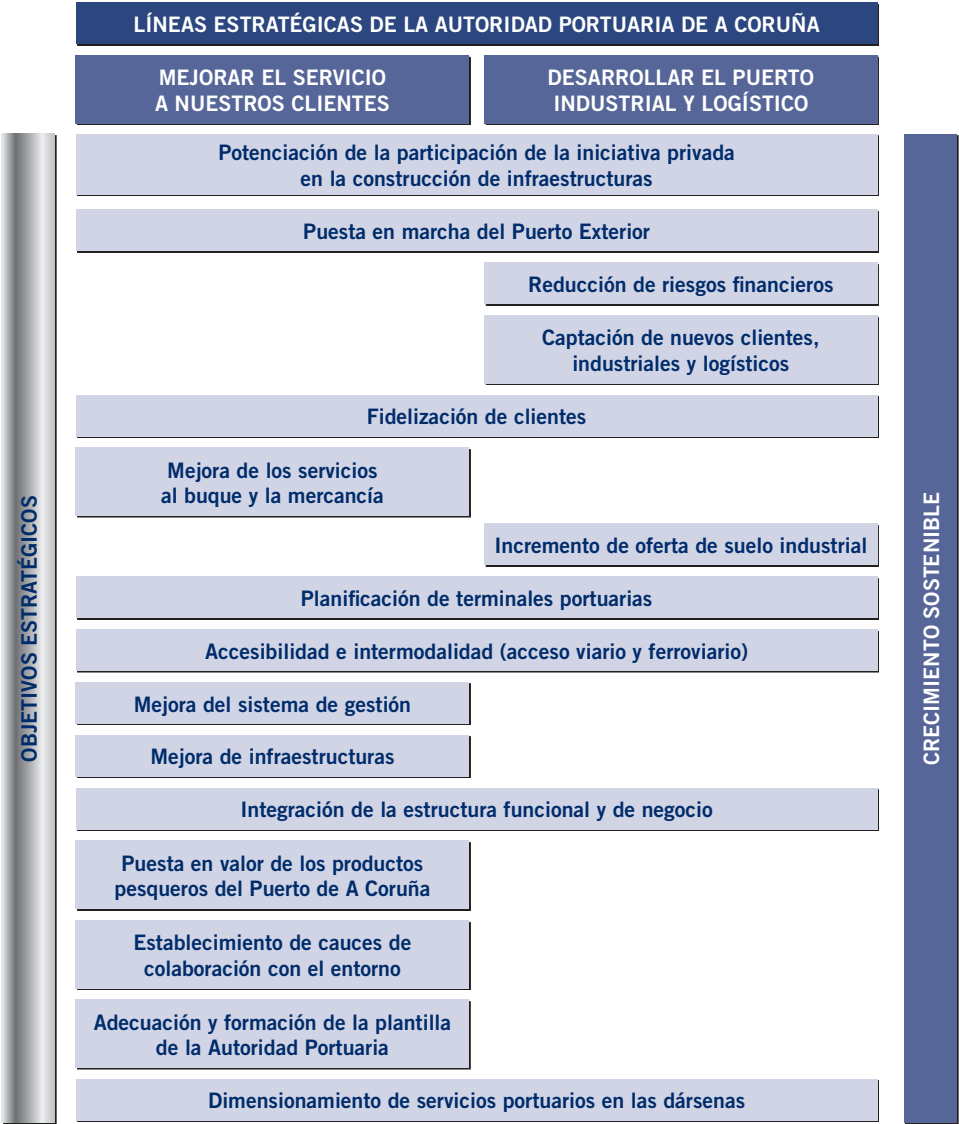 LÍNEAS ESTRATÉGICAS DE LA AUTORIDAD PORTUARIA DE A CORUÑA
MEJORAR EL SERVICIO
A NUESTROS CLIENTES
DESARROLLAR EL PUERTO
INDUSTRIAL Y LOGÍSTICO
OBJETIVOS ESTRATÉGICOS
Potenciación de la participación de la iniciativa privada
en la construcción de infraestructuras
Puesta en marcha del Puerto Exterior
Reducción de riesgos financieros
Captación de nuevos clientes,
industriales y logísticos
Fidelización de clientes
Mejora de los servicios
al buque y la mercancía
Incremento de oferta de suelo industrial
Planificación de terminales portuarias
Accesibilidad e intermodalidad (acceso viario y ferroviario)
Mejora del sistema de gestión
Mejora de infraestructuras
Integración de la estructura funcional y de negocio
Puesta en valor de los productos
pesqueros del Puerto de A Coruña
Establecimiento de cauces de
colaboración con el entorno
Adecuación y formación de la plantilla
de la Autoridad Portuaria
Dimensionamiento de servicios portuarios en las dársenas
CRECIMIENTO SOSTENIBLE